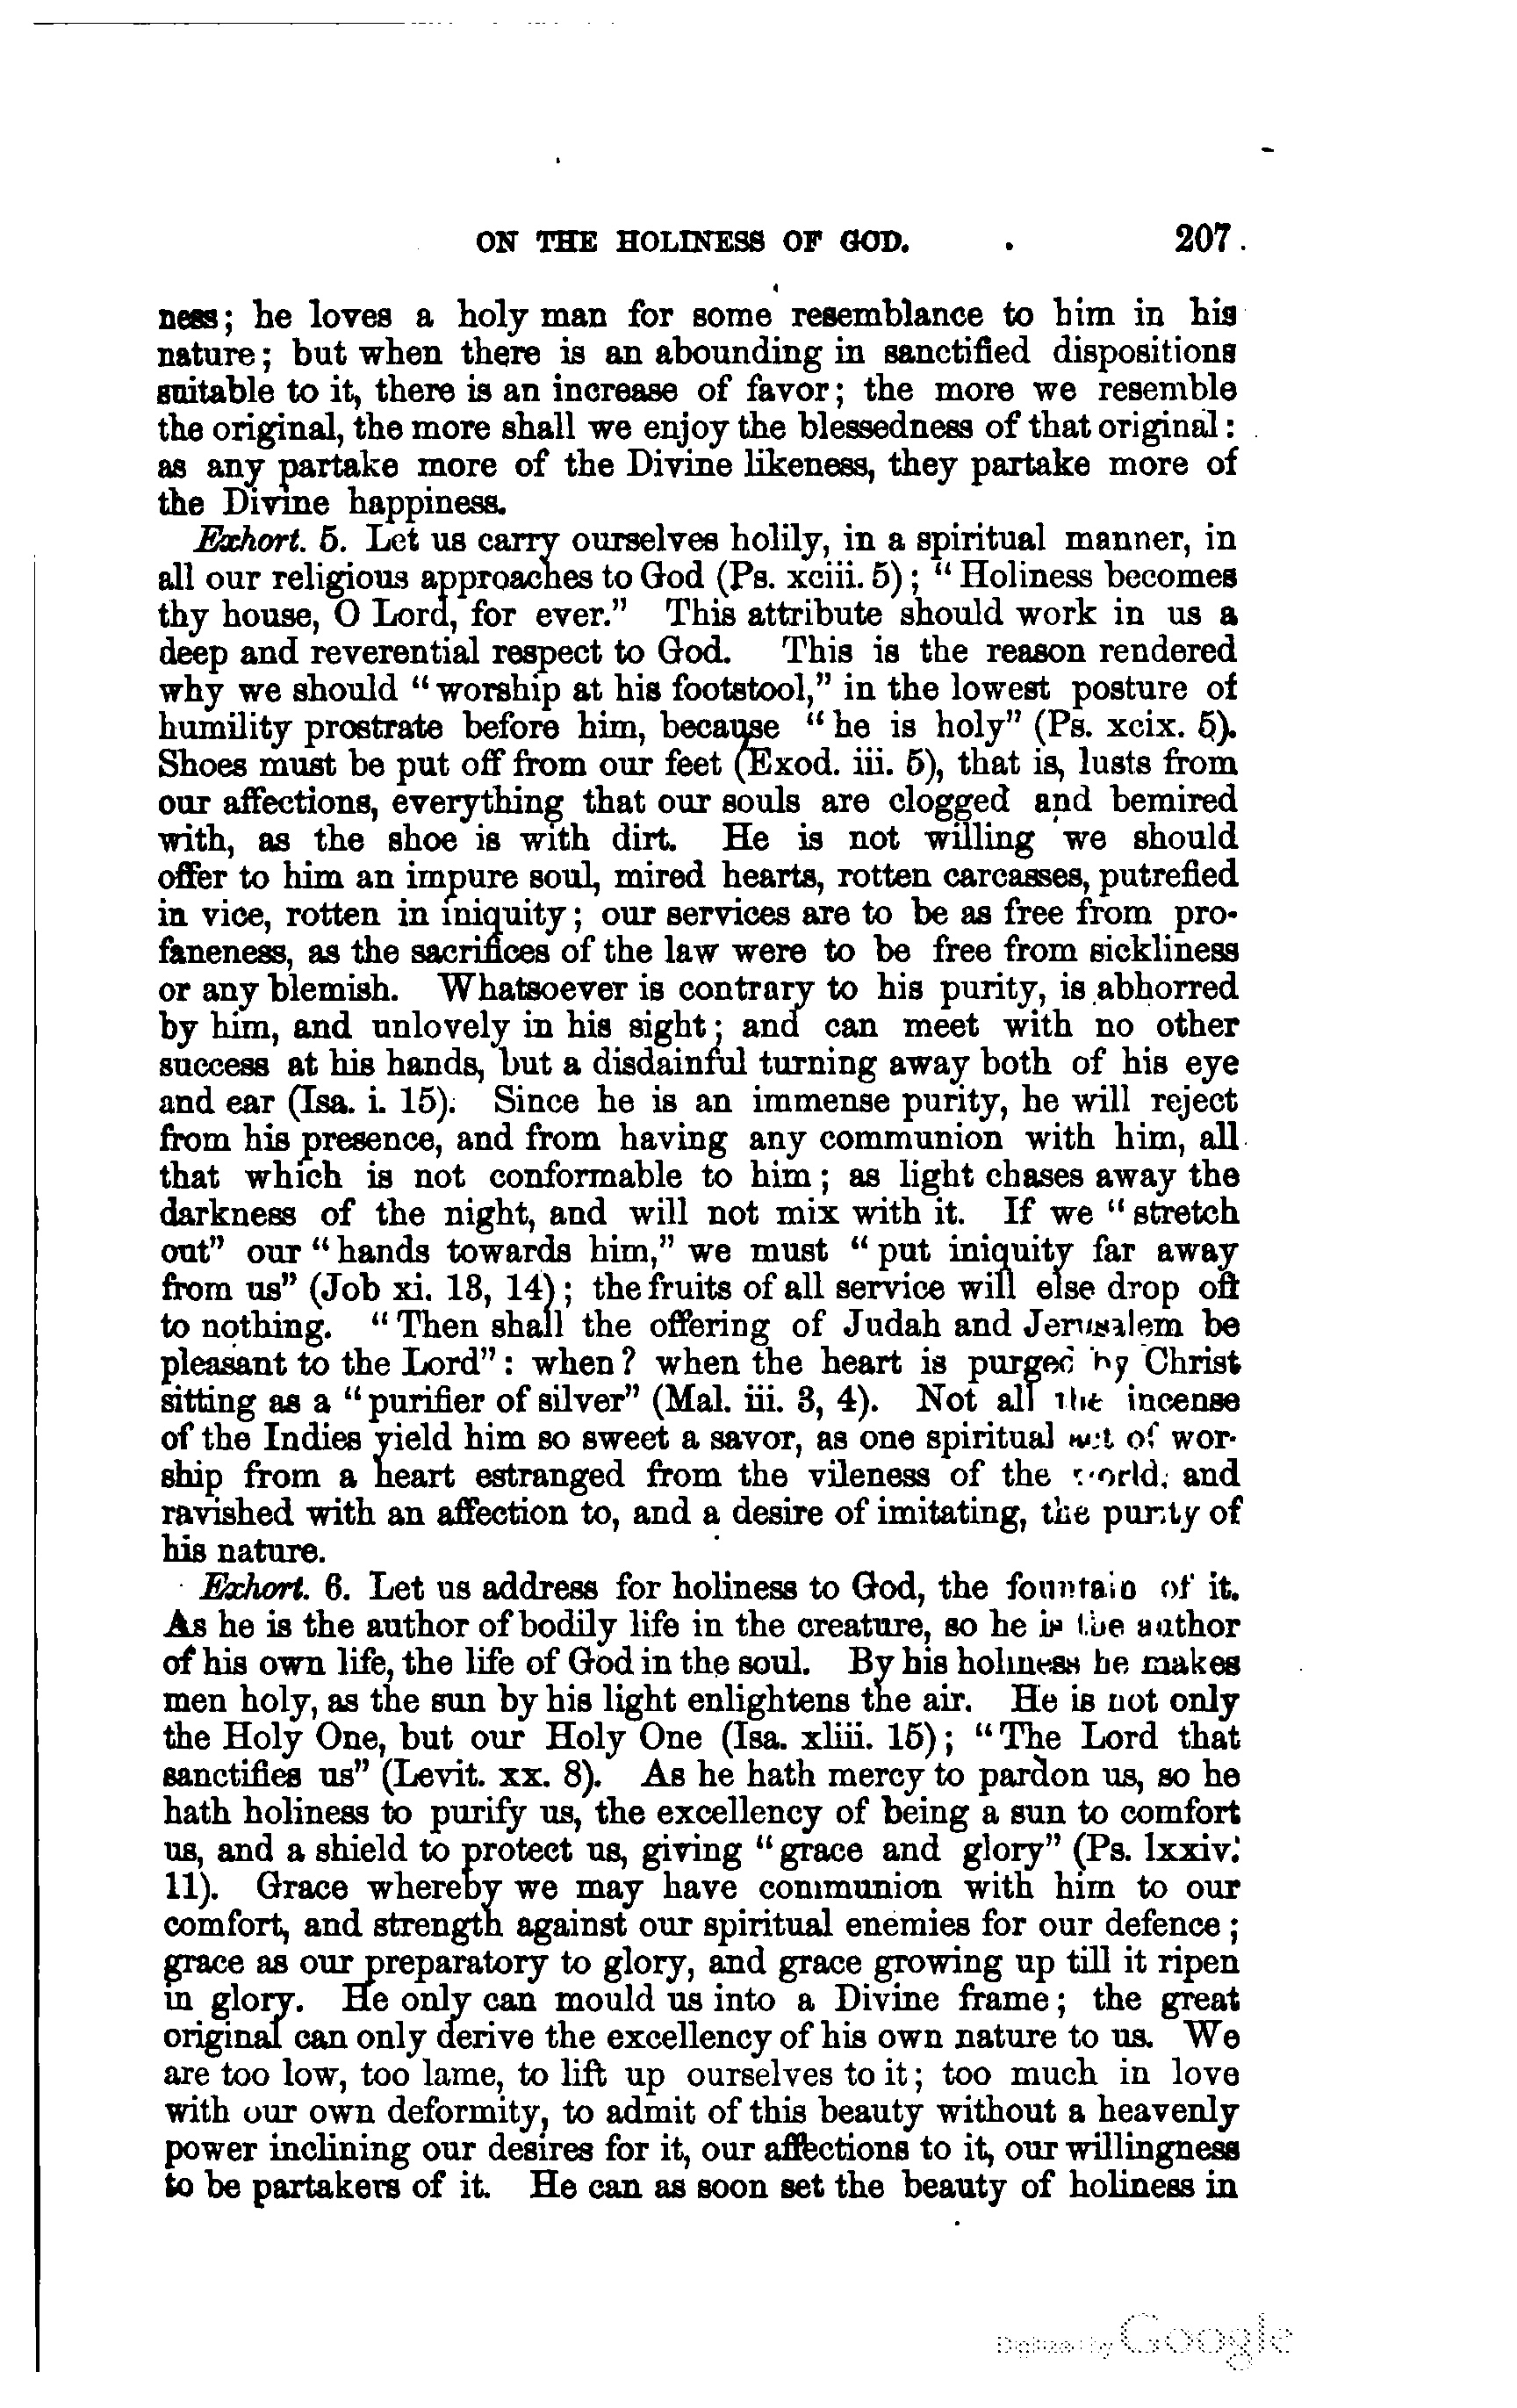 ON THE HOLINESS OF GOD. 207.
ness; he loves a holy man for some resemblance to him in his
nature; but when there is an abounding in sanctified dispositions
suitable to it, there is an increase of favor; the more we resemble
the original, the more shall we enjoy the blessedness of that original:
as any partake more of the Divine likeness, they partake more of
the Divine happiness.
Exhort. 5. Let us carry ourselves holily, in a spiritual manner, in
all our religious approaches to God (Ps. xciii. 5); “Holiness becomes
thy house, O Lord, for ever.” This attribute should work in us a
deep and reverential respect to God. This is the reason rendered
why we should “worship at his footstool,” in the lowest posture of
humility prostrate before him, because “he is holy” (Ps. xcix. 5).
Shoes must be put off from our feet (Exod. iii. 5), that is, lusts from
our affections, everything that our souls are clogged and bemired
with, as the shoe is with dirt. He is not willing we should
offer to him an impure soul, mired hearts, rotten carcasses, putrefied
in vice, rotten in iniquity; our services are to be as free from pro-
faneness, as the sacrifices of the law were to be free from sickliness
or any blemish. Whatsoever is contrary to his purity, is abhorred
by him, and unlovely in his sight; and can meet with no other
success at his hands, but a disdainful turning away both of his eye
and ear (Isa. i. 15). Since he is an immense purity, he will reject
from his presence, and from having any communion with him, all
that which is not conformable to him; as light chases away the
darkness of the night, and will not mix with it. If we “stretch
out” our “hands towards him,” we must “put iniquity far away
from us” (Job xi. 13, 14); the fruits of all service will else drop off
to nothing. “Then shall the offering of Judah and Jerusalem be
pleasant to the Lord”: when? when the heart is purged by Christ
sitting as a “purifier of silver” (Mal. iii. 3, 4). Not all the incense
of the Indies yield him so sweet a savor, as one spiritual act of wor-
ship from a heart estranged from the vileness of the world, and
ravished with an affection to, and a desire of imitating, the purity of
his nature.
Exhort. 6. Let us address for holiness to God, the fountain of it.
As he is the author of bodily life in the creature, so he is the author
of his own life, the life of God in the soul. By his holiness he makes
men holy, as the sun by his light enlightens the air. He is not only
the Holy One, but our Holy One (Isa. xliii. 15); “The Lord that
sanctifies us” (Levit. xx. 8). As he hath mercy to pardon us, so he
hath holiness to purify us, the excellency of being a sun to comfort
us, and a shield to protect us, giving “grace and glory” (Ps. lxxiv.
11). Grace whereby we may have communion with him to our
comfort, and strength against our spiritual enemies for our defence;
grace as our preparatory to glory, and grace growing up till it ripen
in glory. He only can mould us into a Divine frame; the great
original can only derive the excellency of his own nature to us. We
are too low, too lame, to lift up ourselves to it; too much in love
with our own deformity, to admit of this beauty without a heavenly
power inclining our desires for it, our affections to it, our willingness
to be partakers of it. He can as soon set the beauty of holiness in
Digitized by Google